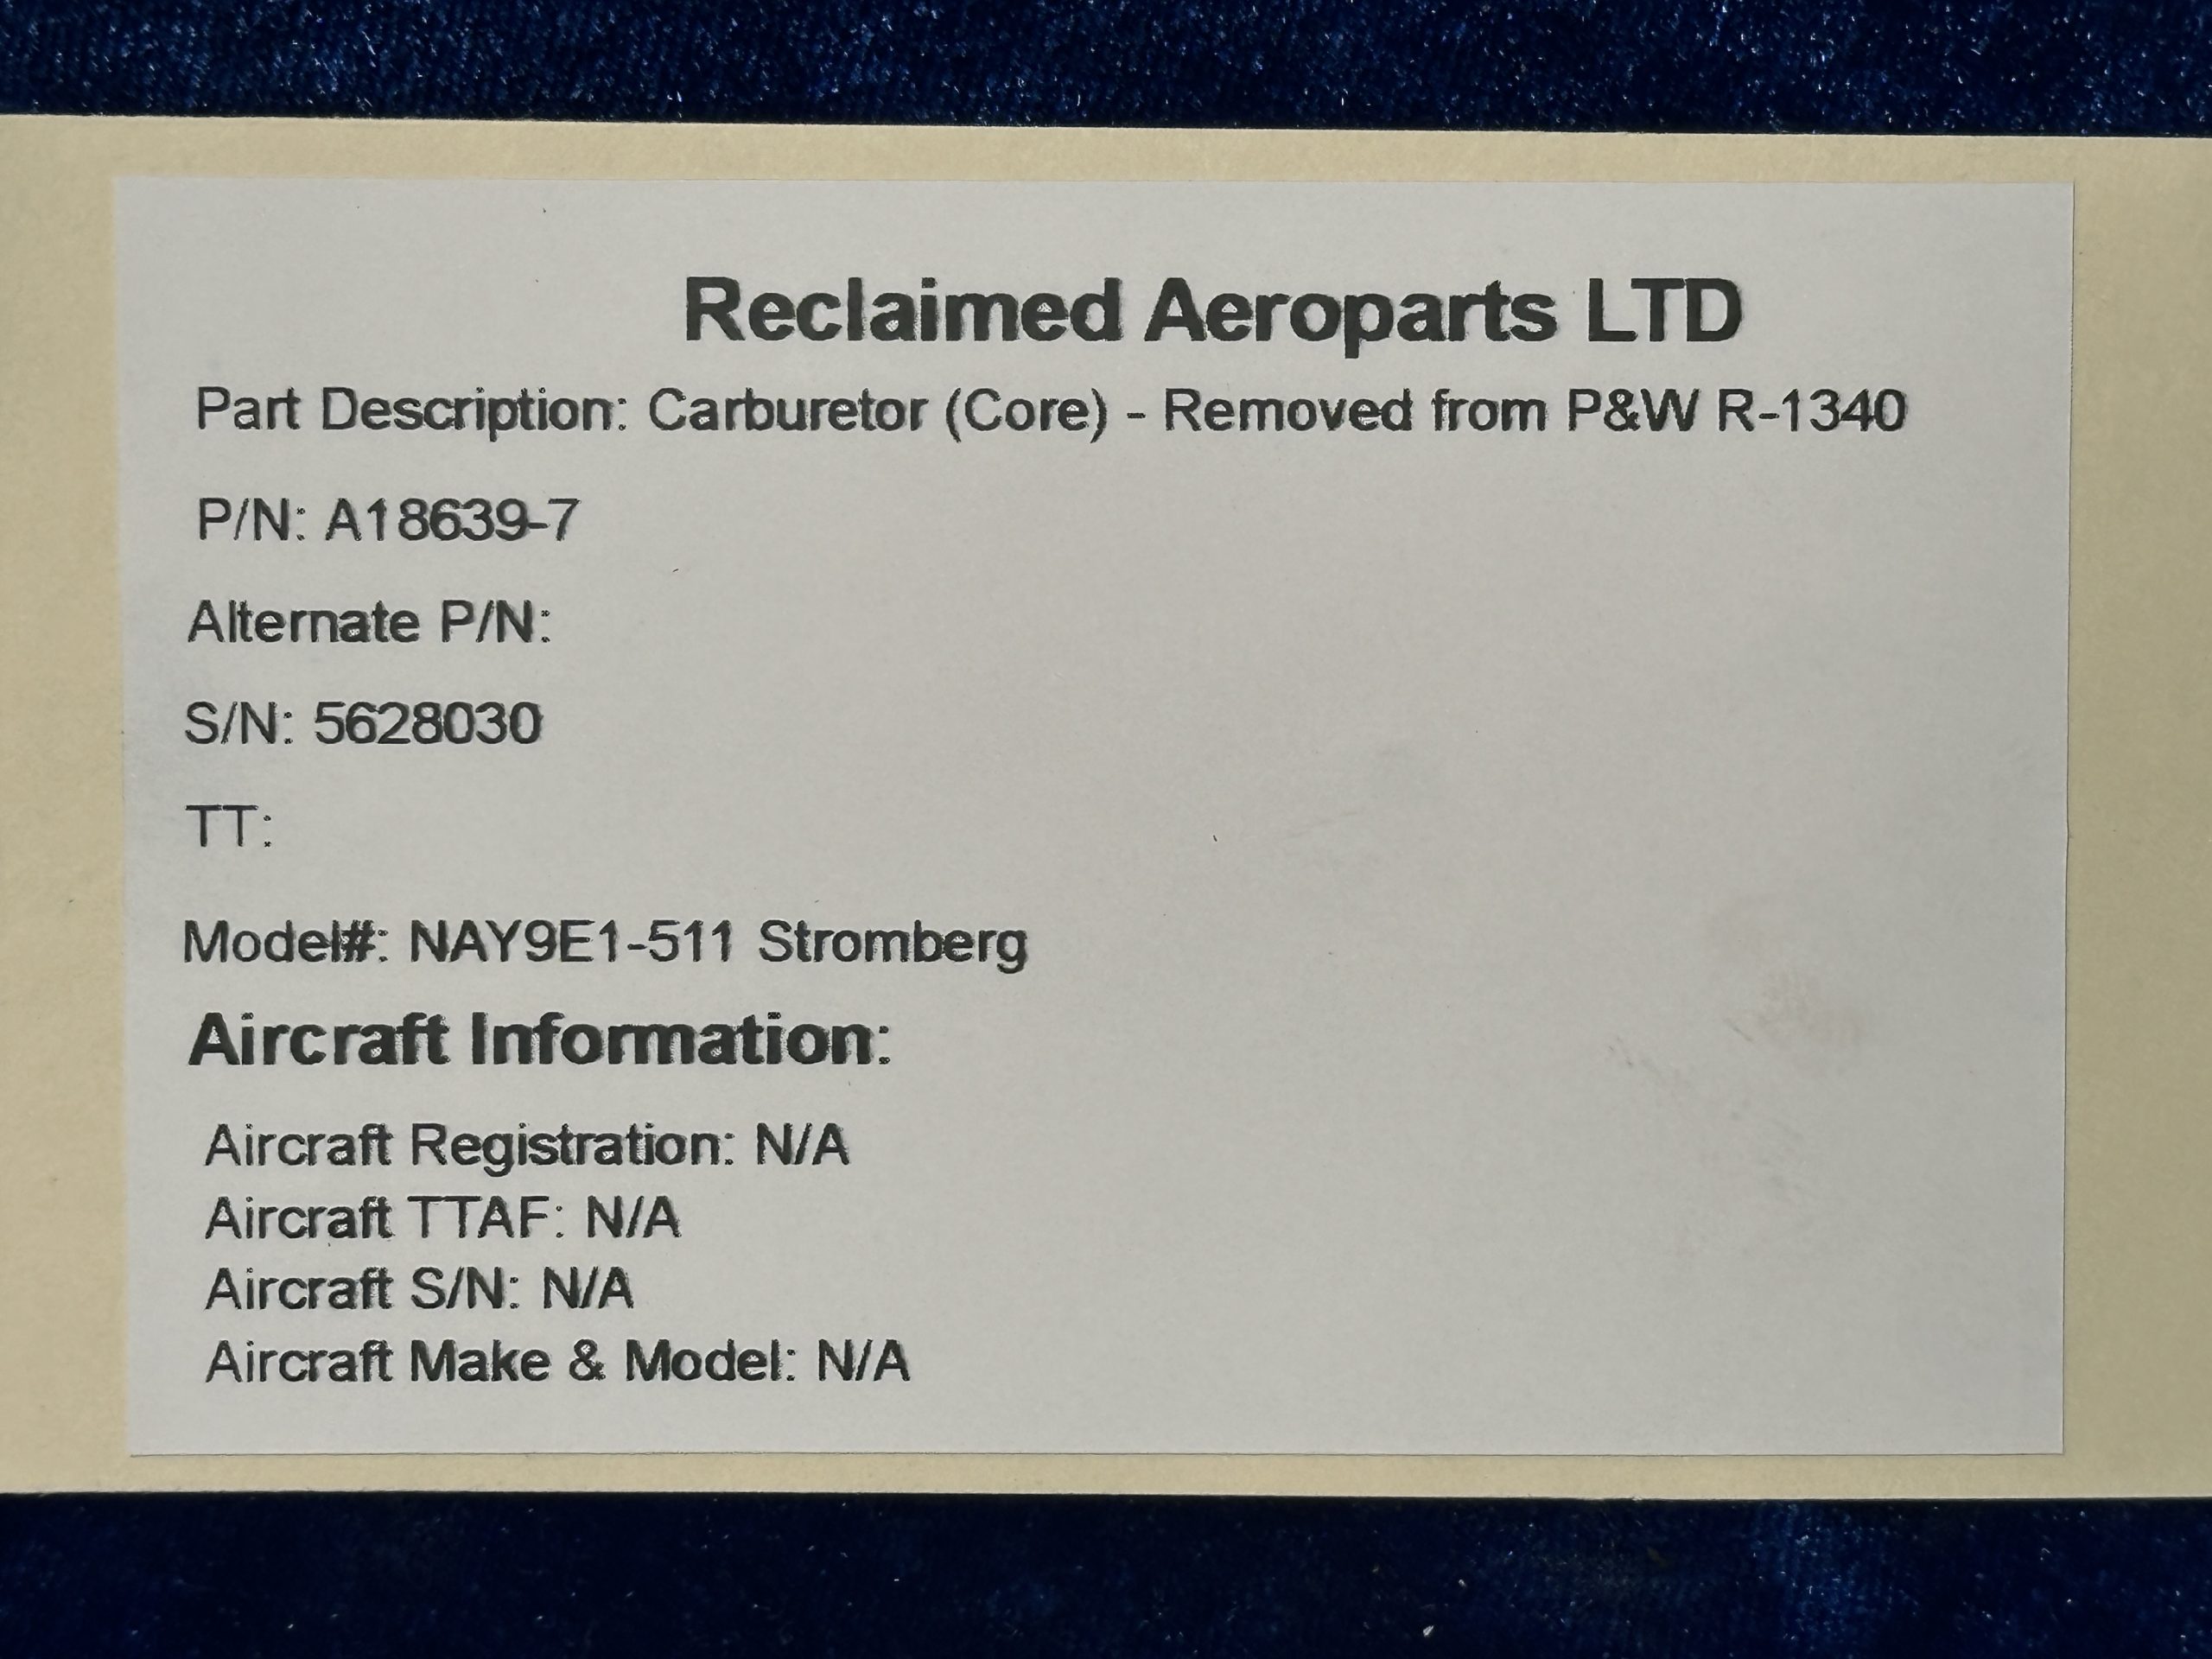 Reclaimed Aeroparts LTD
Part Description: Carburetor (Core) - Removed from P&W R-1340
P/N: A18639-7
Alternate P/N:
S/N: 5628030
TT:
Model#: NAY9E1-511 Stromberg
Aircraft Information:
Aircraft Registration: N/A
Aircraft TTAF: N/A
Aircraft S/N: N/A
Aircraft Make & Model: N/A